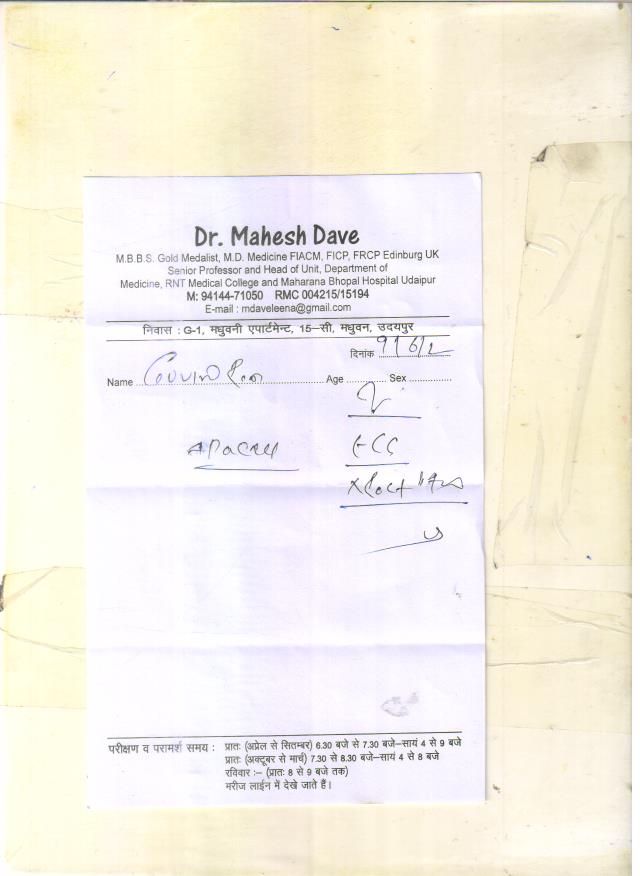 Dr. Mahesh Dave
M.B.B.S. Gold Medalist, M.D. Medicine FIACM, FICP, FRCP Edinburg UK
Senior Professor and Head of Unit, Department of
Medicine, RNT Medical College and Maharana Bhopal Hospital Udaipur
M: 94144-71050 RMC 004215/15194
E-mail : mdaveleena@gmail.com
निवास : G-1, मधुवनी एपार्टमेन्ट, 15–सी, मधुवन, उदयपुर
दिनांक
Name Age Sex
परीक्षण व परामर्श समय : प्रातः (अप्रेल से सितम्बर) 6.30 बजे से 7.30 बजे–सायं 4 से 9 बजे
प्रातः (अक्टूबर से मार्च) 7.30 से 8.30 बजे–सायं 4 से 8 बजे
रविवार :– (प्रातः 8 से 9 बजे तक)
मरीज लाईन में देखे जाते हैं।